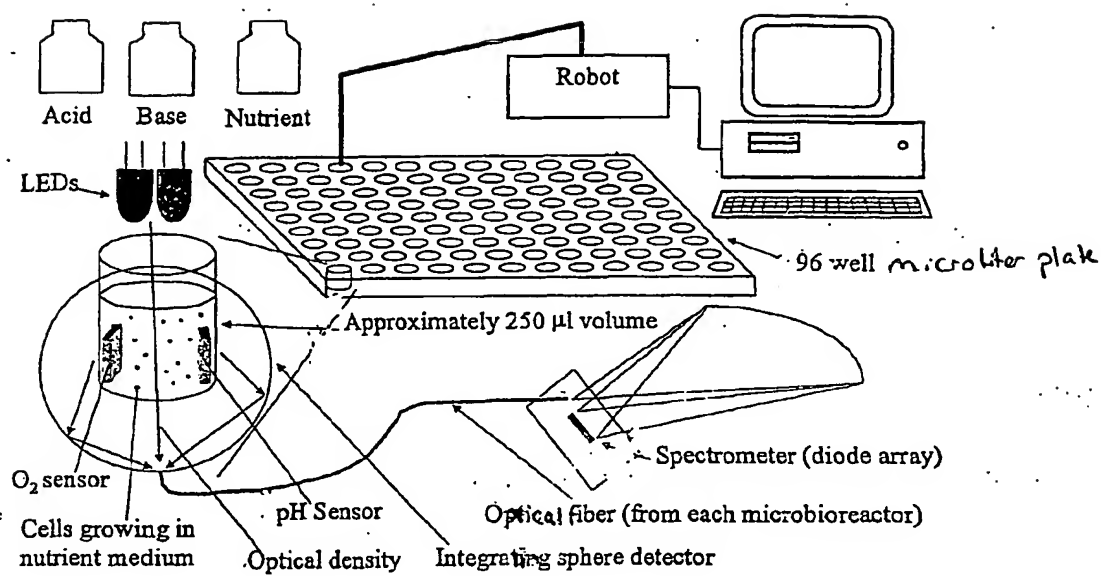 Acid
Base
Nutrient
Robot
LEDs
96 well microliter plate
Approximately 250 µl volume
Spectrometer (diode array)
O2 sensor
pH Sensor
Optical fiber (from each microbioreactor)
Cells growing in
nutrient medium
Optical density
Integrating sphere detector